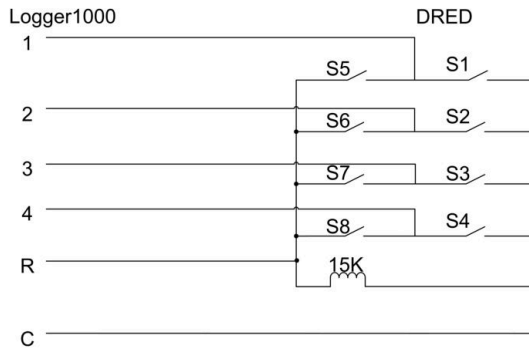 Logger1000 DRED
1
S5 S1
2
S6 S2
3
S7 S3
4
S8 S4
R 15K
C